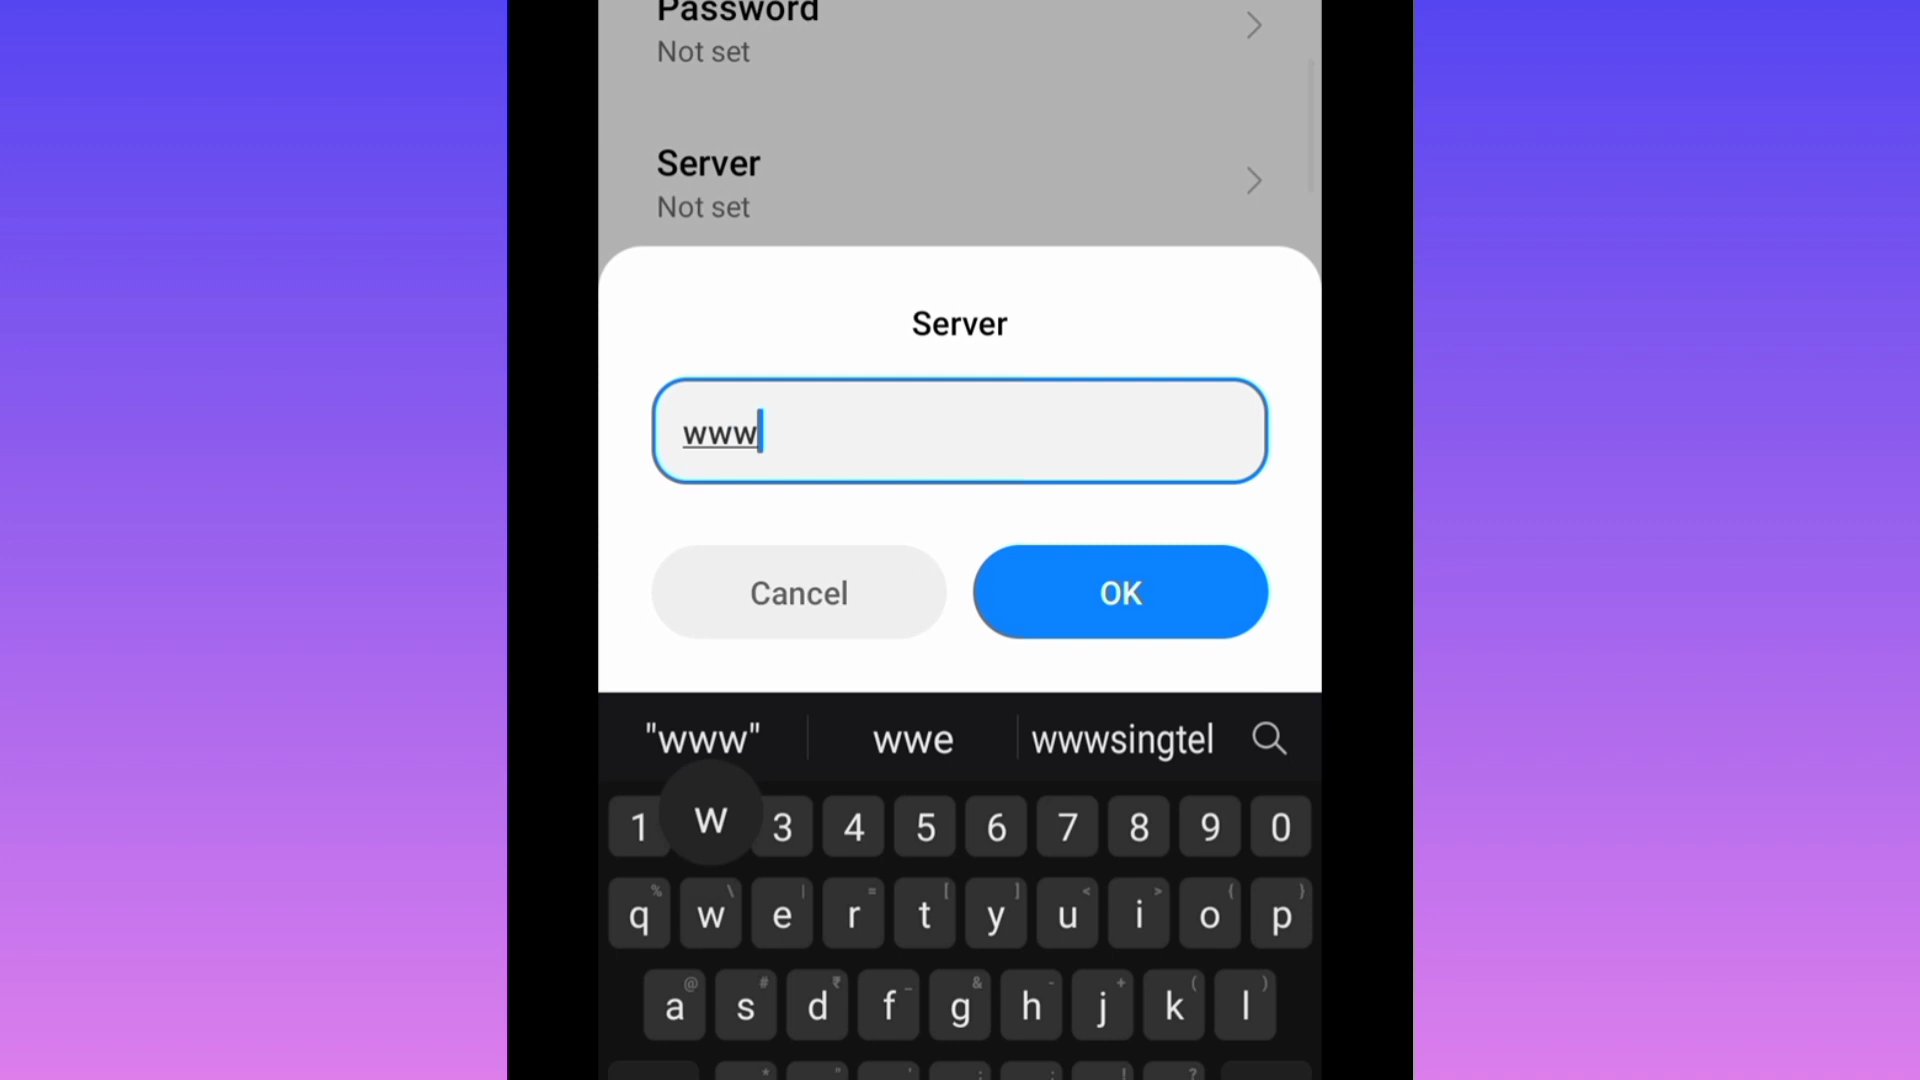 Password
Not set
Server
Not set
Server
www
Cancel OK
"www" wwe wwwsingtel
1 w 3 4 5 6 7 8 9 0
% \ | = [ ] < > { }
q w e r t y u i o p
@ # ₹ _ & - + ( )
a s d f g h j k l
* " ' : ; ! ?